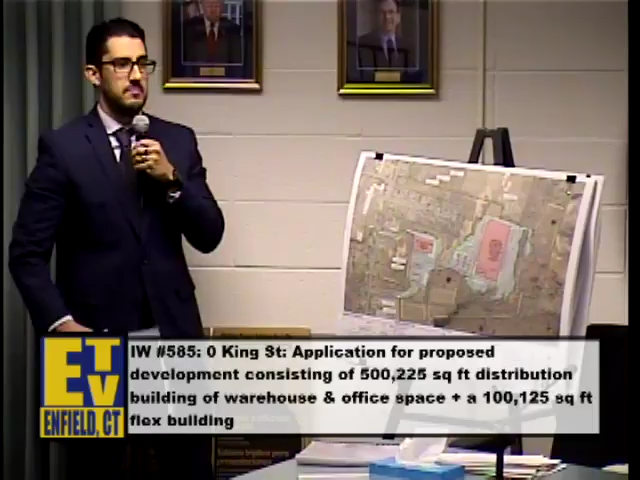 IW #585: 0 King St: Application for proposed
development consisting of 500,225 sq ft distribution
building of warehouse & office space + a 100,125 sq ft
flex building
ETV
ENFIELD, CT